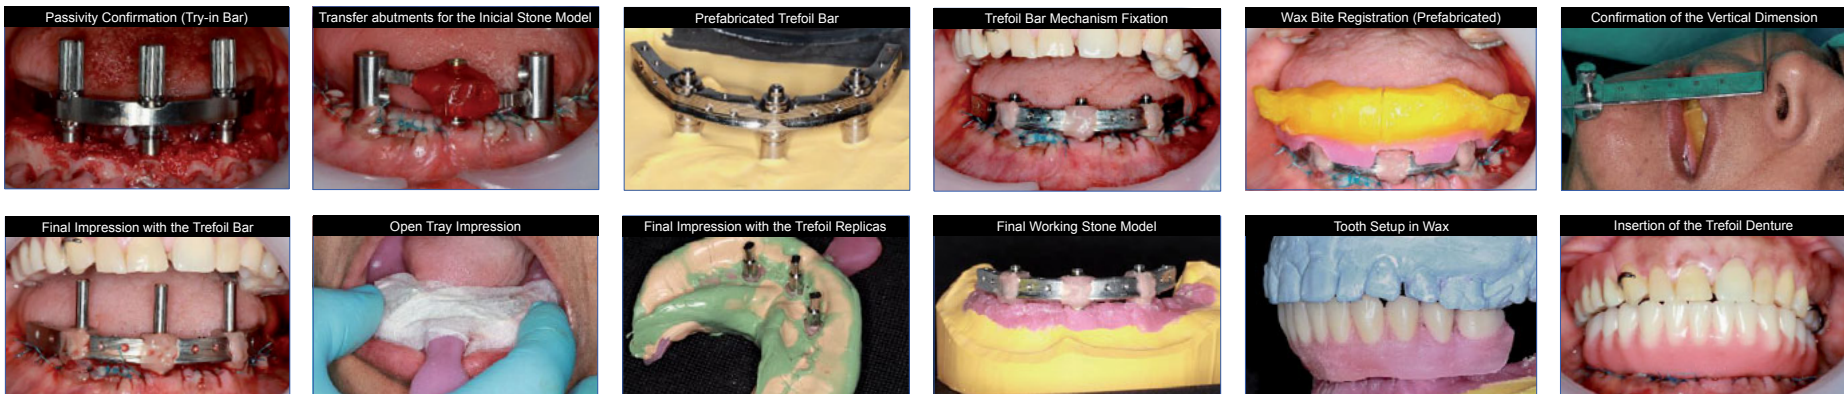 Passivity Confirmation (Try-in Bar)
Transfer abutments for the Inicial Stone Model
Prefabricated Trefoil Bar
Trefoil Bar Mechanism Fixation
Wax Bite Registration (Prefabricated)
Confirmation of the Vertical Dimension
Final Impression with the Trefoil Bar
Open Tray Impression
Final Impression with the Trefoil Replicas
Final Working Stone Model
Tooth Setup in Wax
Insertion of the Trefoil Denture